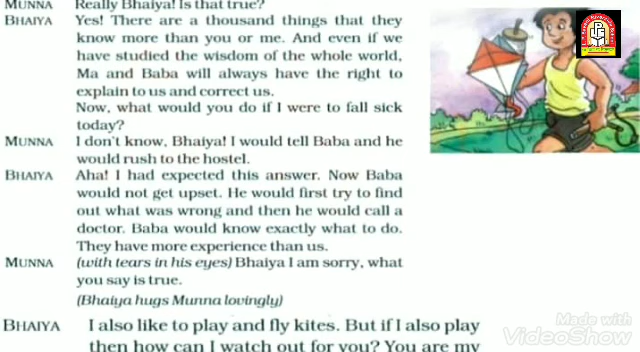 MUNNA Really Bhaiya! Is that true?
BHAIYA Yes! There are a thousand things that they
know more than you or me. And even if we
have studied the wisdom of the whole world,
Ma and Baba will always have the right to
explain to us and correct us.
Now, what would you do if I were to fall sick
today?
MUNNA I don't know, Bhaiya! I would tell Baba and he
would rush to the hostel.
BHAIYA Aha! I had expected this answer. Now Baba
would not get upset. He would first try to find
out what was wrong and then he would call a
doctor. Baba would know exactly what to do.
They have more experience than us.
MUNNA (with tears in his eyes) Bhaiya I am sorry, what
you say is true.
(Bhaiya hugs Munna lovingly)
BHAIYA I also like to play and fly kites. But if I also play
then how can I watch out for you? You are my
Made with
VideoShow